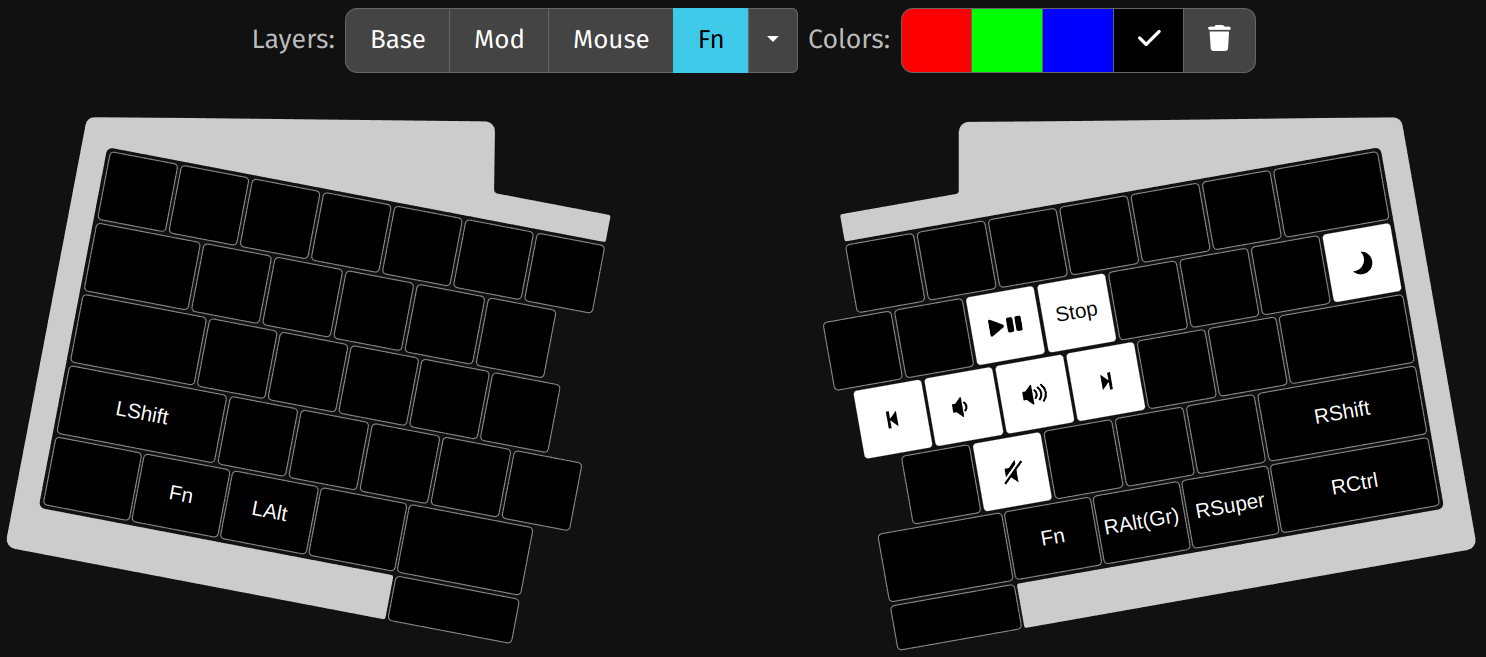 Layers: Base Mod Mouse Fn Colors:
Stop
LShift
RShift
Fn LAlt
Fn RAlt(Gr) RSuper RCtrl